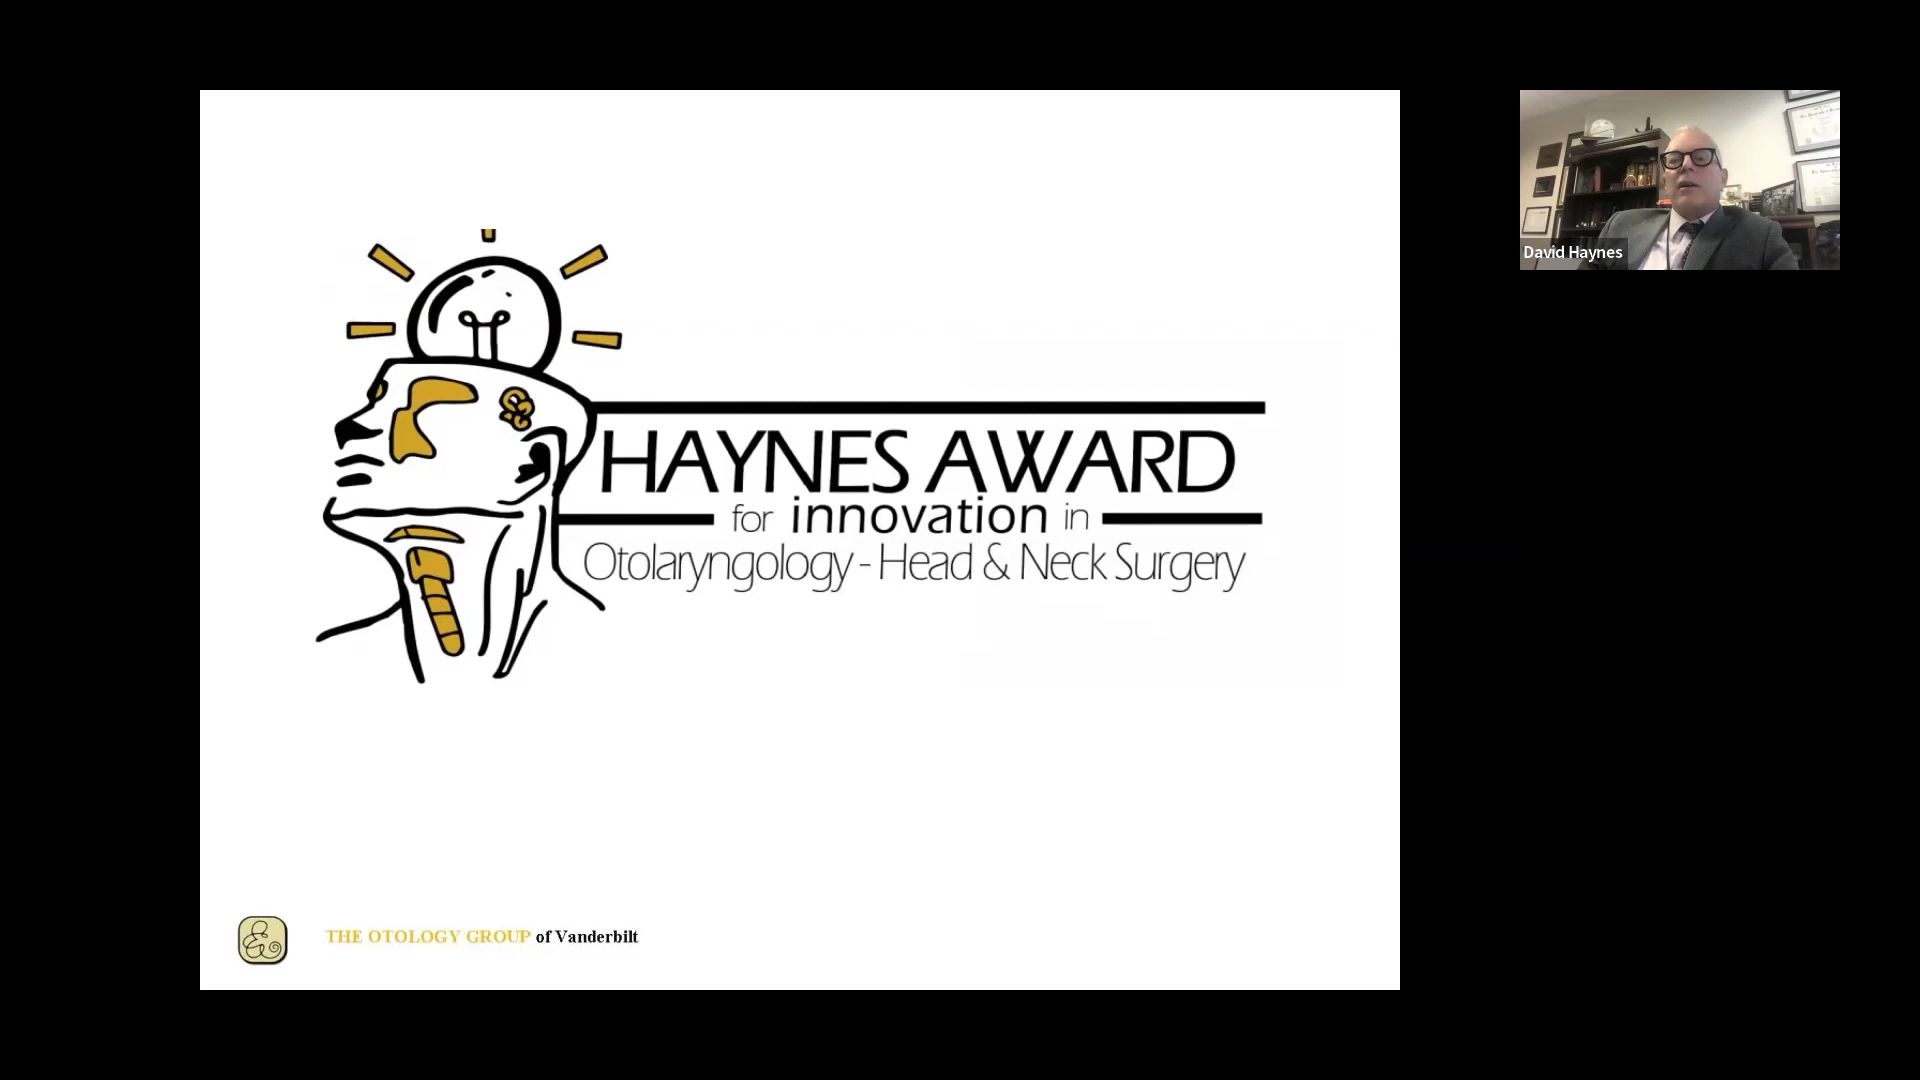 HAYNES AWARD
for innovation in
Otolaryngology - Head & Neck Surgery
THE OTOLOGY GROUP of Vanderbilt
David Haynes